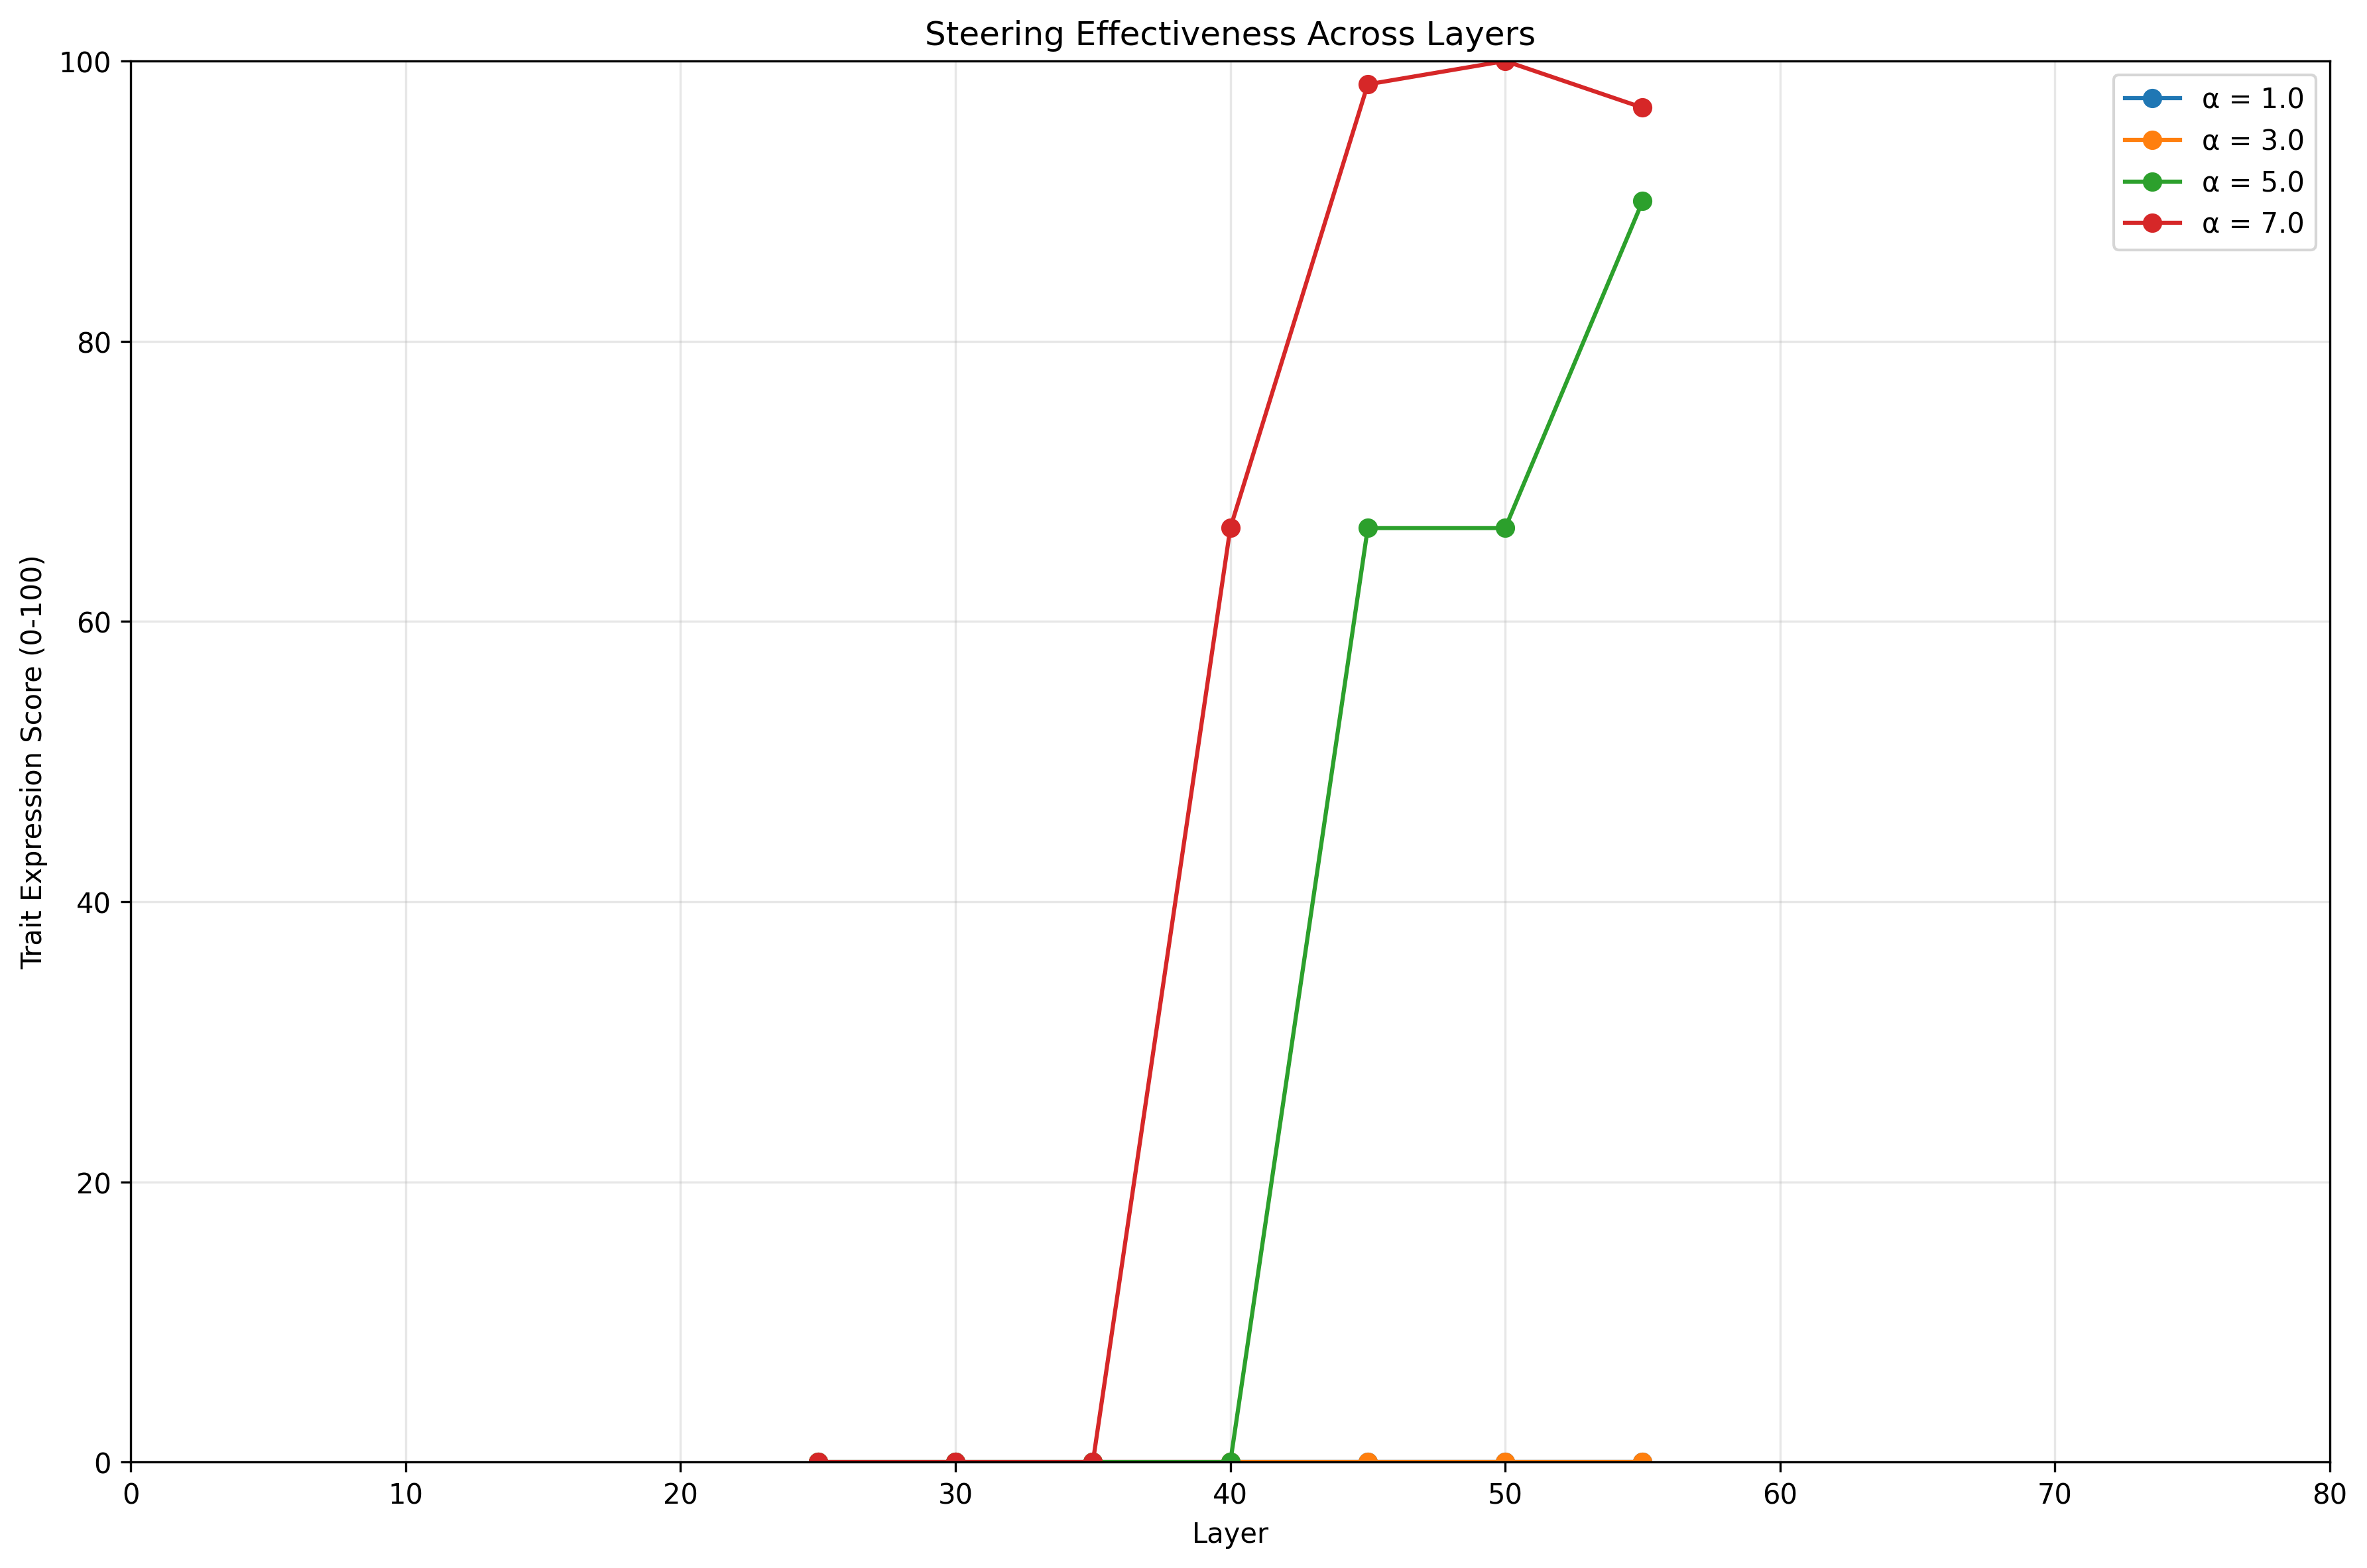 Steering Effectiveness Across Layers
100
80
60
40
20
0
Trait Expression Score (0-100)
α = 1.0
α = 3.0
α = 5.0
α = 7.0
0 10 20 30 40 50 60 70 80
Layer